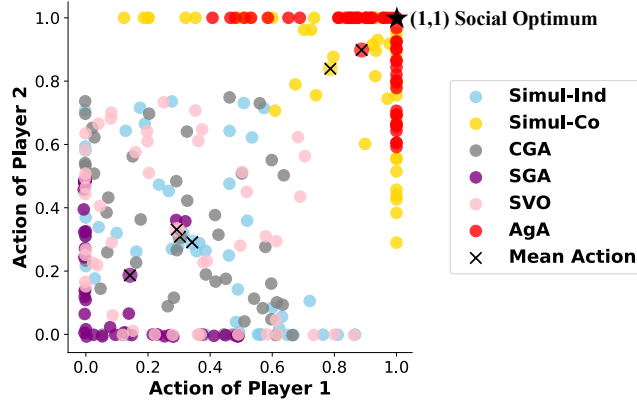 (1,1) Social Optimum
1.0
0.8
0.6
0.4
0.2
0.0
Action of Player 2
0.0 0.2 0.4 0.6 0.8 1.0
Action of Player 1
Simul-Ind
Simul-Co
CGA
SGA
SVO
AgA
Mean Action